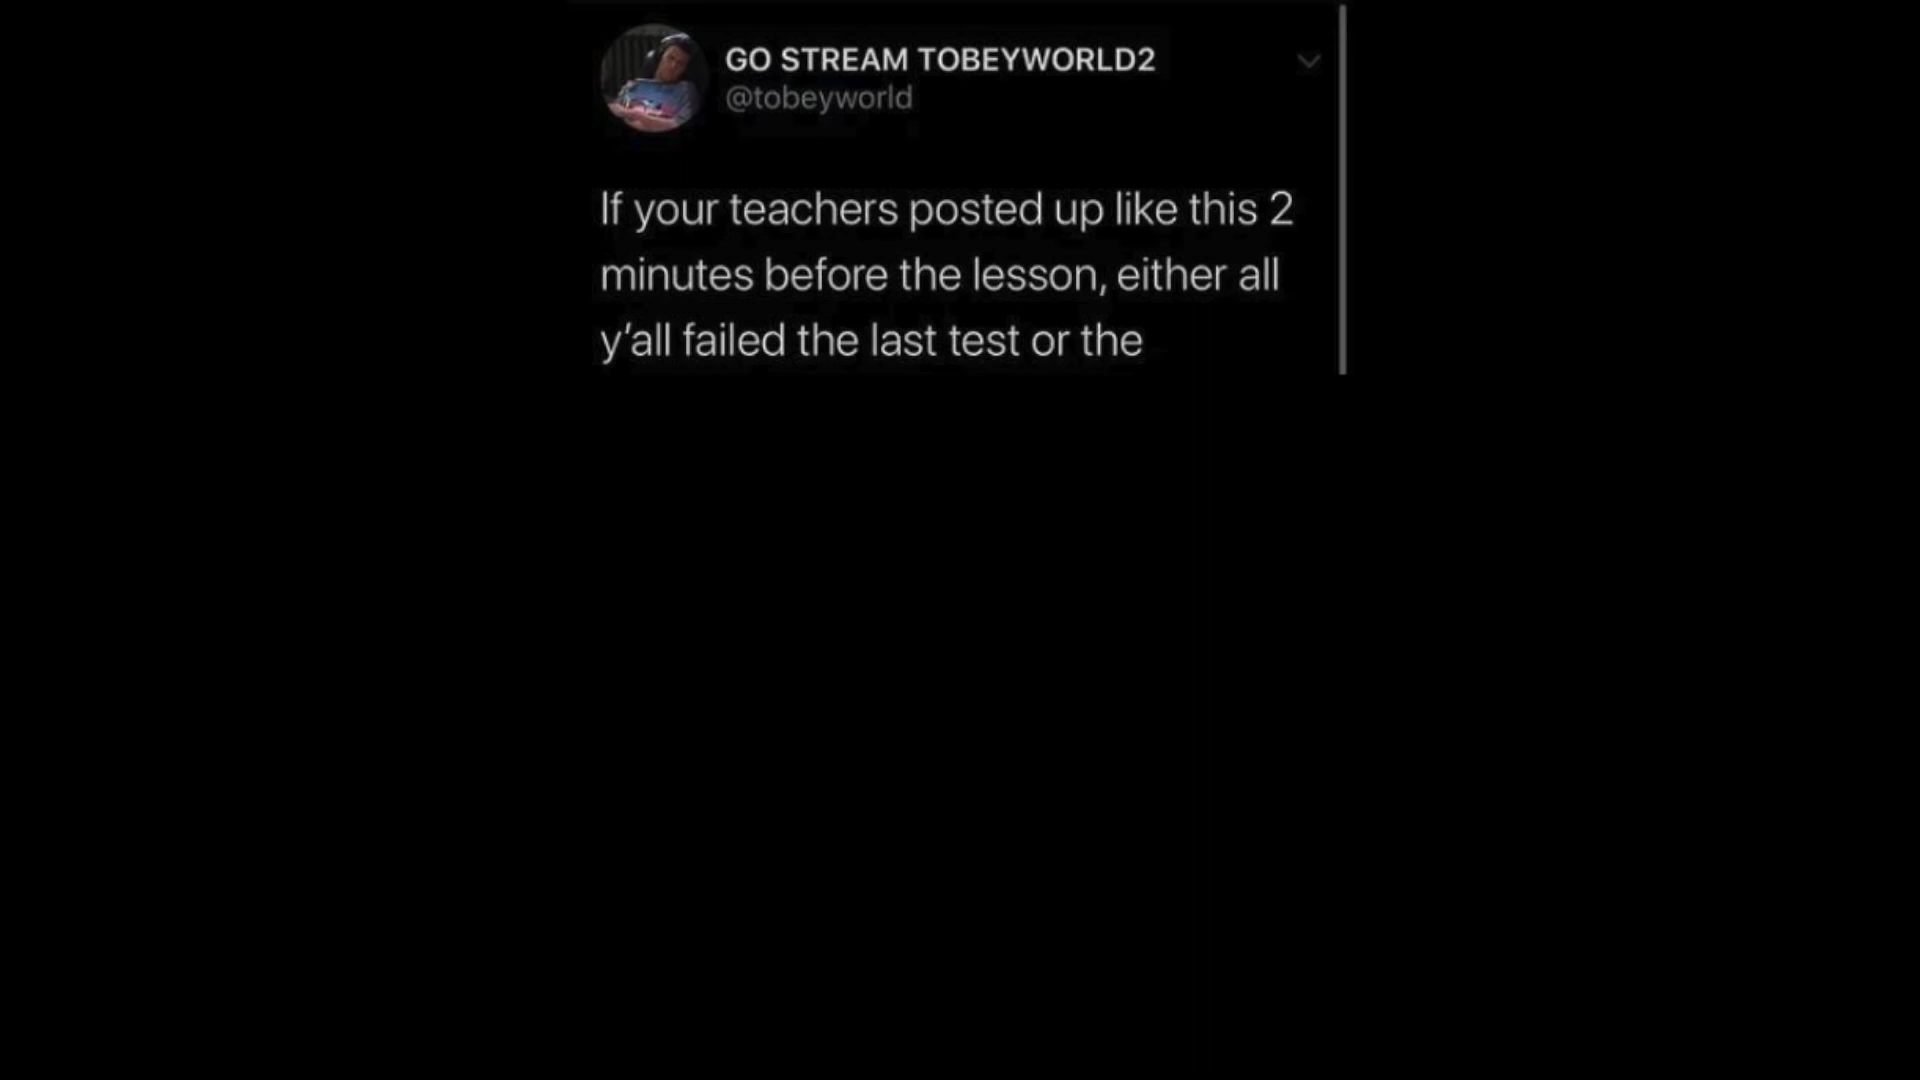 GO STREAM TOBEYWORLD2
@tobeyworld
If your teachers posted up like this 2
minutes before the lesson, either all
y’all failed the last test or the